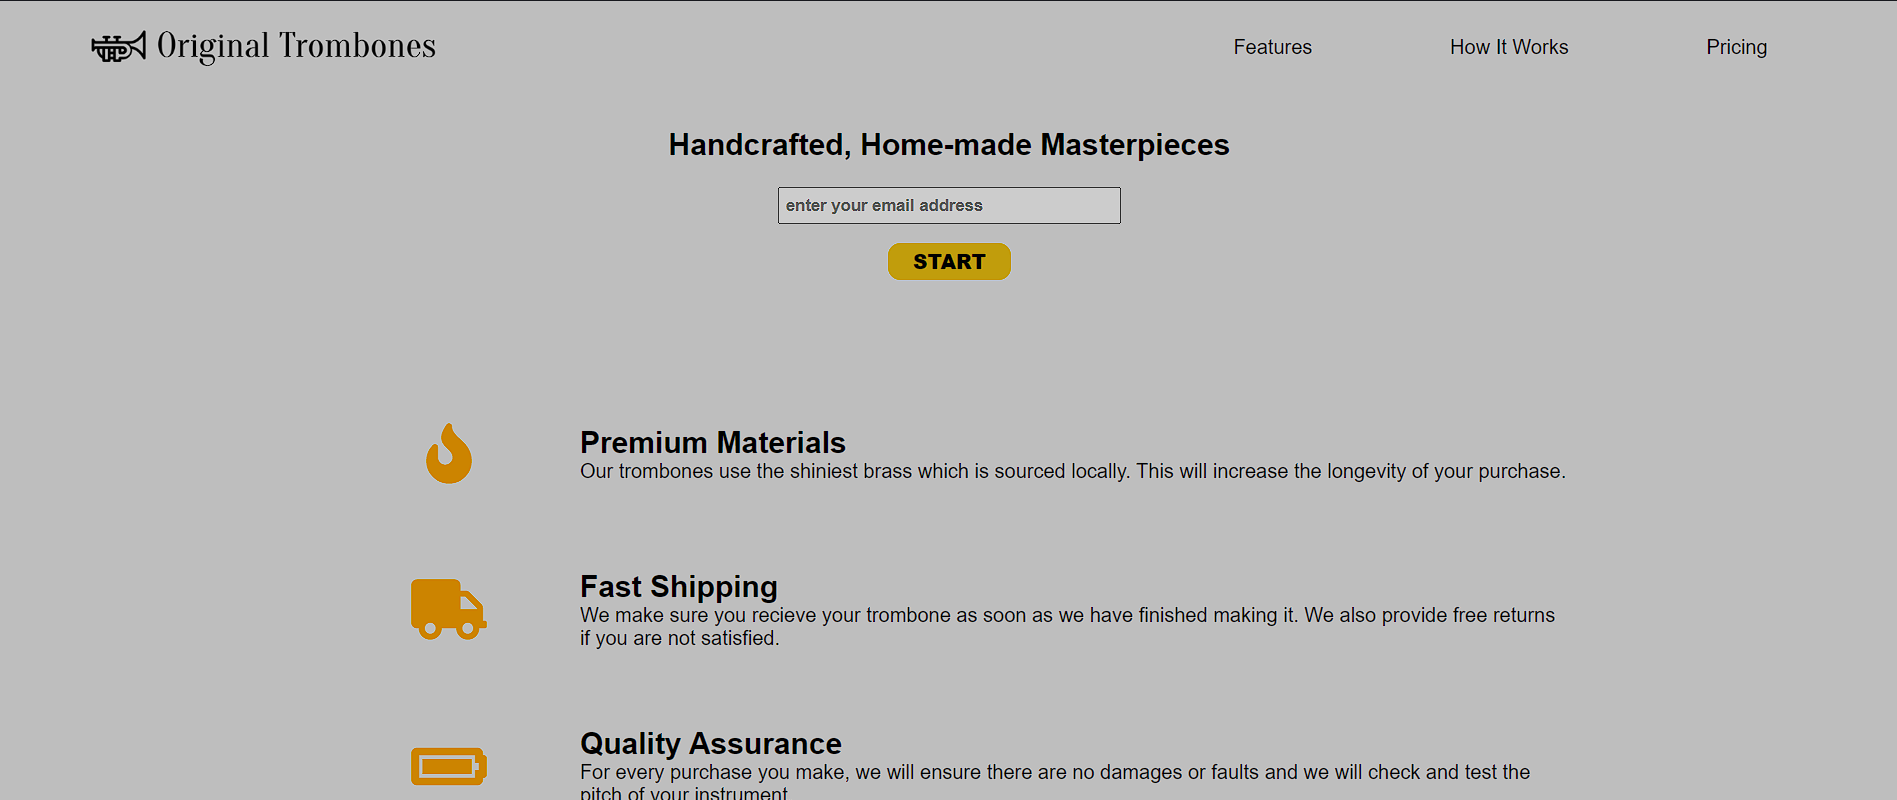 Original Trombones
Features
How It Works
Pricing
Handcrafted, Home-made Masterpieces
enter your email address
START
Premium Materials
Our trombones use the shiniest brass which is sourced locally. This will increase the longevity of your purchase.
Fast Shipping
We make sure you recieve your trombone as soon as we have finished making it. We also provide free returns
if you are not satisfied.
Quality Assurance
For every purchase you make, we will ensure there are no damages or faults and we will check and test the
pitch of your instrument